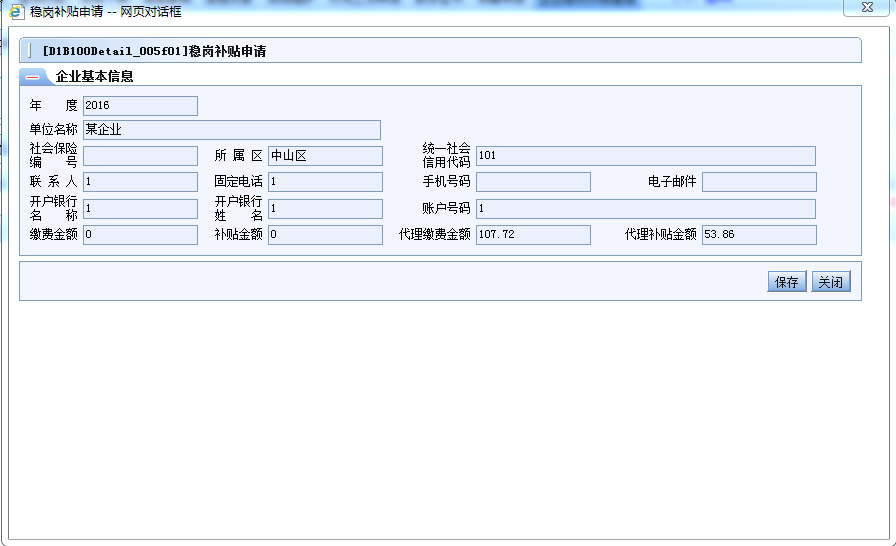 稳岗补贴申请 -- 网页对话框
[D1B100Detail_005f01]稳岗补贴申请
企业基本信息
年 度 2016
单位名称 某企业
社会保险编 号 所 属 区 中山区 统一社会信用代码 101
联 系 人 1 固定电话 1 手机号码 电子邮件
开户银行名 称 1 开户银行姓 名 1 账户号码 1
缴费金额 0 补贴金额 0 代理缴费金额 107.72 代理补贴金额 53.86
保存 关闭